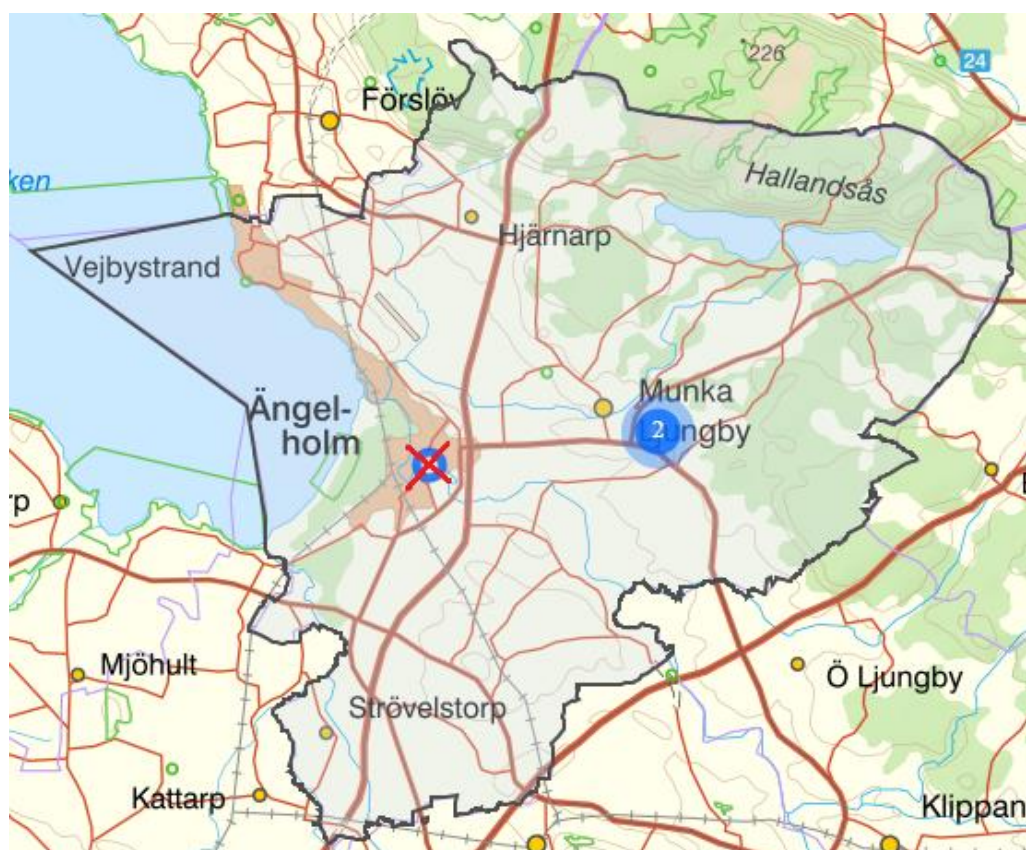 226
24
Förslöv
ken
Hallandsås
Hjärnarp
Vejbystrand
Munka
Ljungby
2
Ängel-
holm
rp
Mjöhult
Ö Ljungby
Strövelstorp
Kattarp
Klippan